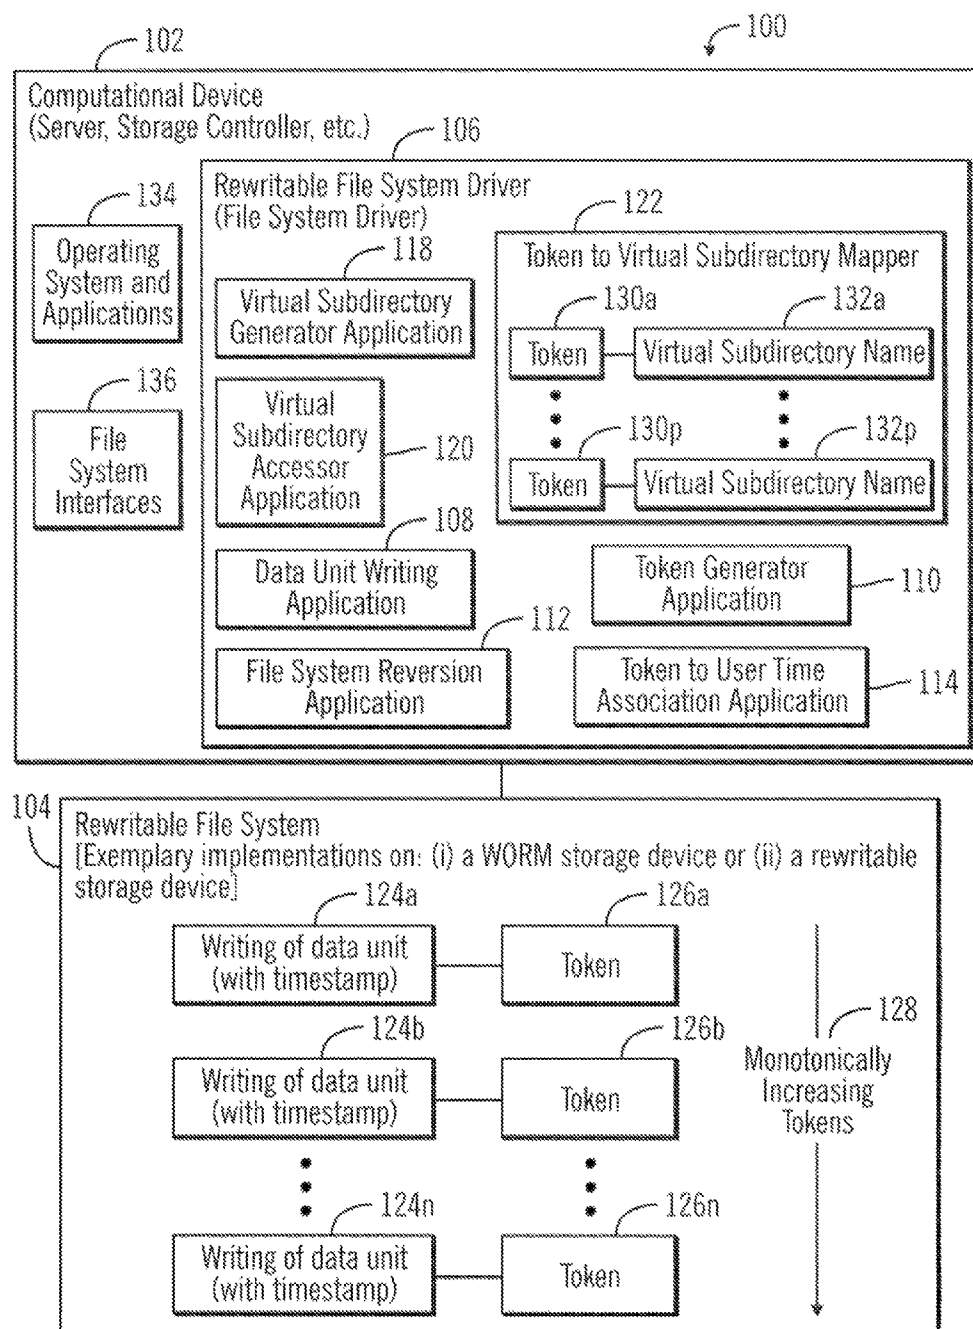 100
102
Computational Device
(Server, Storage Controller, etc.)
106
Rewritable File System Driver
(File System Driver)
134
Operating
System and
Applications
136
File
System
Interfaces
118
Virtual Subdirectory
Generator Application
Virtual
Subdirectory
Accessor
Application
120
108
Data Unit Writing
Application
112
File System Reversion
Application
122
Token to Virtual Subdirectory Mapper
130a
132a
Token
Virtual Subdirectory Name
130p
132p
Token
Virtual Subdirectory Name
Token Generator
Application
110
Token to User Time
Association Application
114
104
Rewritable File System
[Exemplary implementations on: (i) a WORM storage device or (ii) a rewritable
storage device]
124a
126a
Writing of data unit
(with timestamp)
Token
124b
126b
Writing of data unit
(with timestamp)
Token
124n
126n
Writing of data unit
(with timestamp)
Token
128
Monotonically
Increasing
Tokens